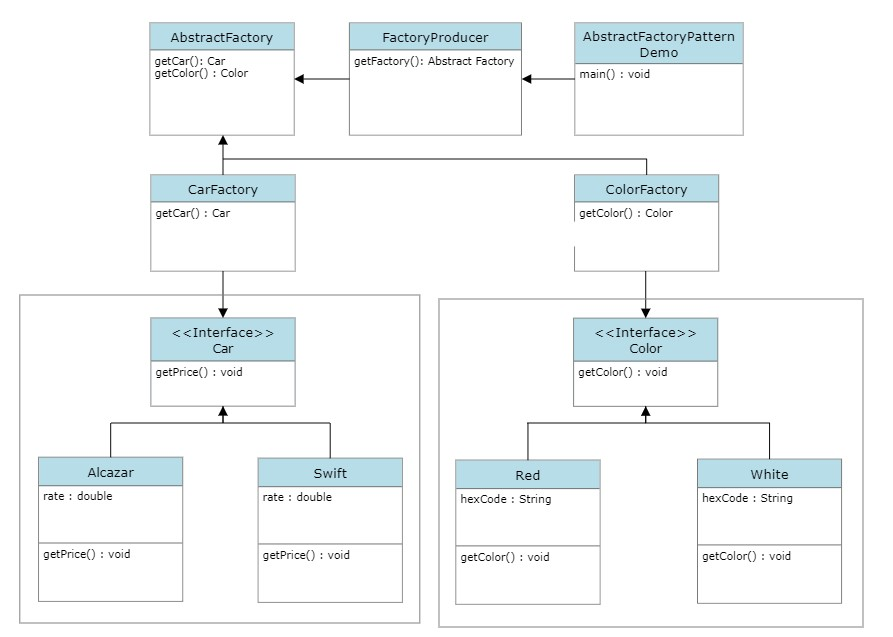 AbstractFactory
getCar(): Car
getColor() : Color
FactoryProducer
getFactory(): Abstract Factory
AbstractFactoryPattern
Demo
main() : void
CarFactory
getCar() : Car
ColorFactory
getColor() : Color
<<Interface>>
Car
getPrice() : void
<<Interface>>
Color
getColor() : void
Alcazar
rate : double
getPrice() : void
Swift
rate : double
getPrice() : void
Red
hexCode : String
getColor() : void
White
hexCode : String
getColor() : void